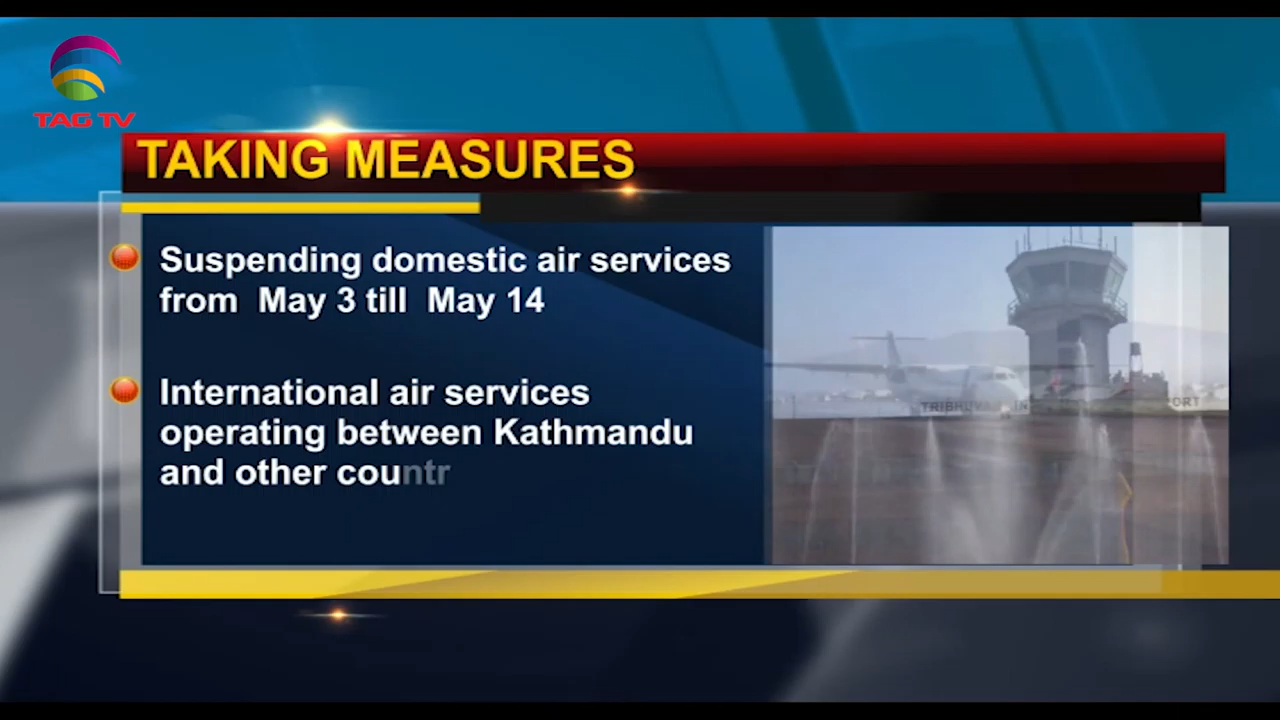 TAG TV
TAKING MEASURES
Suspending domestic air services
from May 3 till May 14
International air services
operating between Kathmandu
and other countr